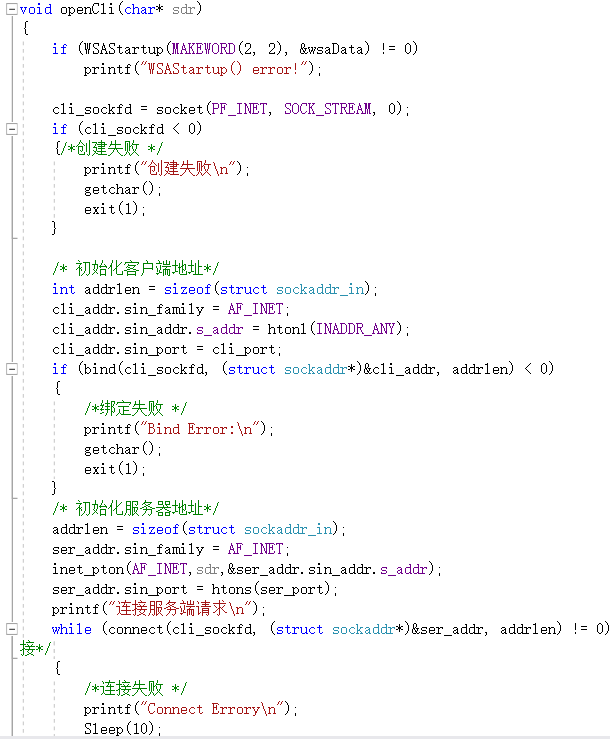 void openCli(char* sdr)
{
if (WSAStartup(MAKEWORD(2, 2), &wsaData) != 0)
printf("WSAStartup() error!");
cli_sockfd = socket(PF_INET, SOCK_STREAM, 0);
if (cli_sockfd < 0)
{/*创建失败 */
printf("创建失败\n");
getchar();
exit(1);
}
/* 初始化客户端地址*/
int addrlen = sizeof(struct sockaddr_in);
cli_addr.sin_family = AF_INET;
cli_addr.sin_addr.s_addr = htonl(INADDR_ANY);
cli_addr.sin_port = cli_port;
if (bind(cli_sockfd, (struct sockaddr*)&cli_addr, addrlen) < 0)
{
/*绑定失败 */
printf("Bind Error:\n");
getchar();
exit(1);
}
/* 初始化服务器地址*/
addrlen = sizeof(struct sockaddr_in);
ser_addr.sin_family = AF_INET;
inet_pton(AF_INET,sdr,&ser_addr.sin_addr.s_addr);
ser_addr.sin_port = htons(ser_port);
printf("连接服务端请求\n");
while (connect(cli_sockfd, (struct sockaddr*)&ser_addr, addrlen) != 0)
接*/
{
/*连接失败 */
printf("Connect Errory\n");
Sleep(10);